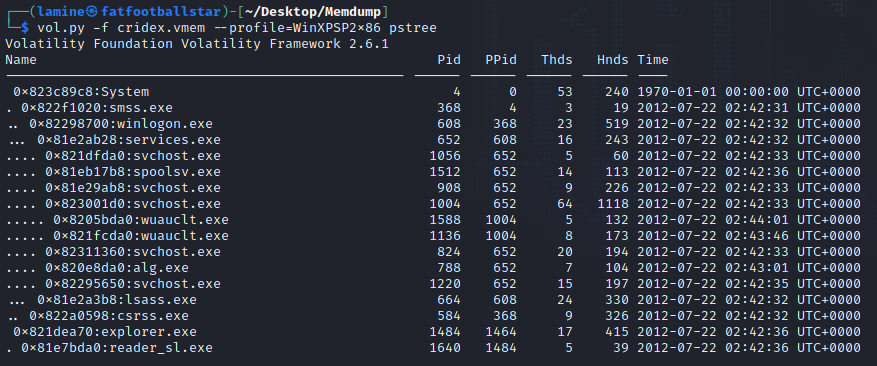 ┌──(lamine㉿fatfootballstar)-[~/Desktop/Memdump]
└─$ vol.py -f cridex.vmem --profile=WinXPSP2×86 pstree
Volatility Foundation Volatility Framework 2.6.1
Name Pid PPid Thds Hnds Time
-------------------------------------------------- ------ ------ ------ ------ ----
0×823c89c8:System 4 0 53 240 1970-01-01 00:00:00 UTC+0000
. 0×822f1020:smss.exe 368 4 3 19 2012-07-22 02:42:31 UTC+0000
.. 0×82298700:winlogon.exe 608 368 23 519 2012-07-22 02:42:32 UTC+0000
... 0×81e2ab28:services.exe 652 608 16 243 2012-07-22 02:42:32 UTC+0000
.... 0×821dfda0:svchost.exe 1056 652 5 60 2012-07-22 02:42:33 UTC+0000
.... 0×81eb17b8:spoolsv.exe 1512 652 14 113 2012-07-22 02:42:36 UTC+0000
.... 0×81e29ab8:svchost.exe 908 652 9 226 2012-07-22 02:42:33 UTC+0000
.... 0×823001d0:svchost.exe 1004 652 64 1118 2012-07-22 02:42:33 UTC+0000
..... 0×8205bda0:wuauclt.exe 1588 1004 5 132 2012-07-22 02:44:01 UTC+0000
..... 0×821fcda0:wuauclt.exe 1136 1004 8 173 2012-07-22 02:43:46 UTC+0000
.... 0×82311360:svchost.exe 824 652 20 194 2012-07-22 02:42:33 UTC+0000
.... 0×820e8da0:alg.exe 788 652 7 104 2012-07-22 02:43:01 UTC+0000
.... 0×82295650:svchost.exe 1220 652 15 197 2012-07-22 02:42:35 UTC+0000
... 0×81e2a3b8:lsass.exe 664 608 24 330 2012-07-22 02:42:32 UTC+0000
.. 0×822a0598:csrss.exe 584 368 9 326 2012-07-22 02:42:32 UTC+0000
0×821dea70:explorer.exe 1484 1464 17 415 2012-07-22 02:42:36 UTC+0000
. 0×81e7bda0:reader_sl.exe 1640 1484 5 39 2012-07-22 02:42:36 UTC+0000